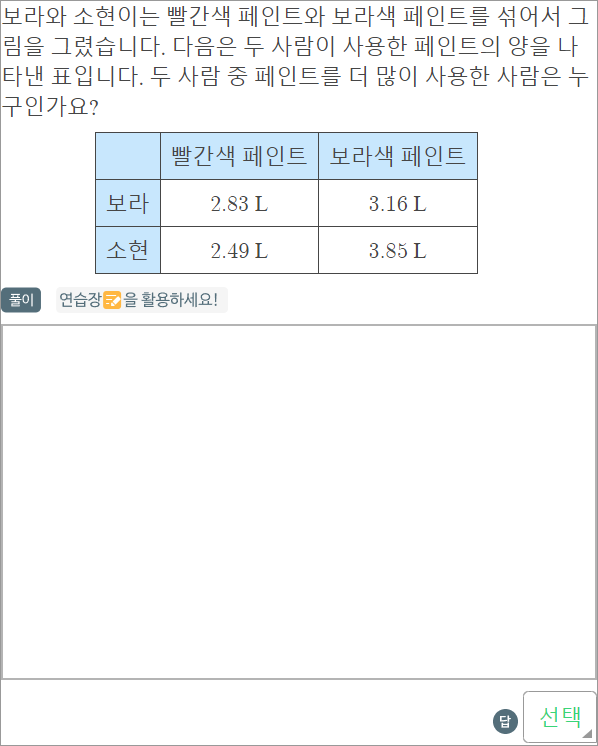 보라와 소현이는 빨간색 페인트와 보라색 페인트를 섞어서 그
림을 그렸습니다. 다음은 두 사람이 사용한 페인트의 양을 나
타낸 표입니다. 두 사람 중 페인트를 더 많이 사용한 사람은 누
구인가요?
빨간색 페인트 보라색 페인트
보라 2.83 L 3.16 L
소현 2.49 L 3.85 L
풀이 연습장을 활용하세요!
답 선택